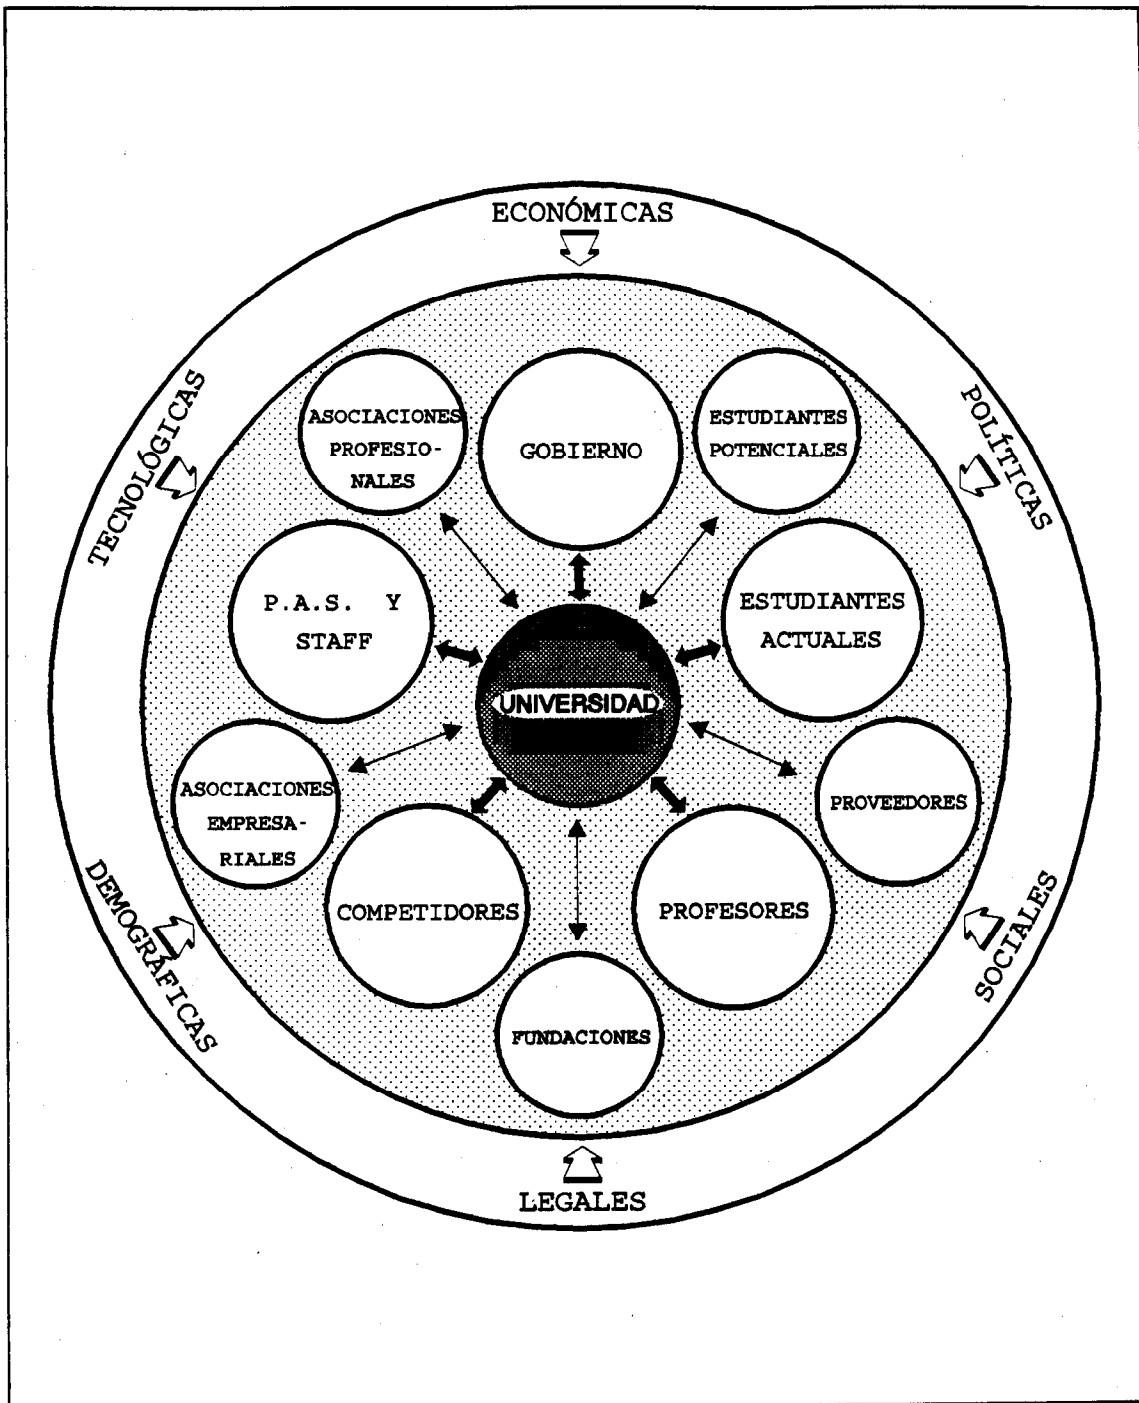 ECONÓMICAS
TECNOLÓGICAS
POLÍTICAS
ASOCIACIONES
PROFESIO-
NALES
GOBIERNO
ESTUDIANTES
POTENCIALES
P.A.S. Y
STAFF
ESTUDIANTES
ACTUALES
UNIVERSIDAD
ASOCIACIONES
EMPRESA-
RIALES
PROVEEDORES
COMPETIDORES
PROFESORES
FUNDACIONES
DEMOGRÁFICAS
SOCIALES
LEGALES